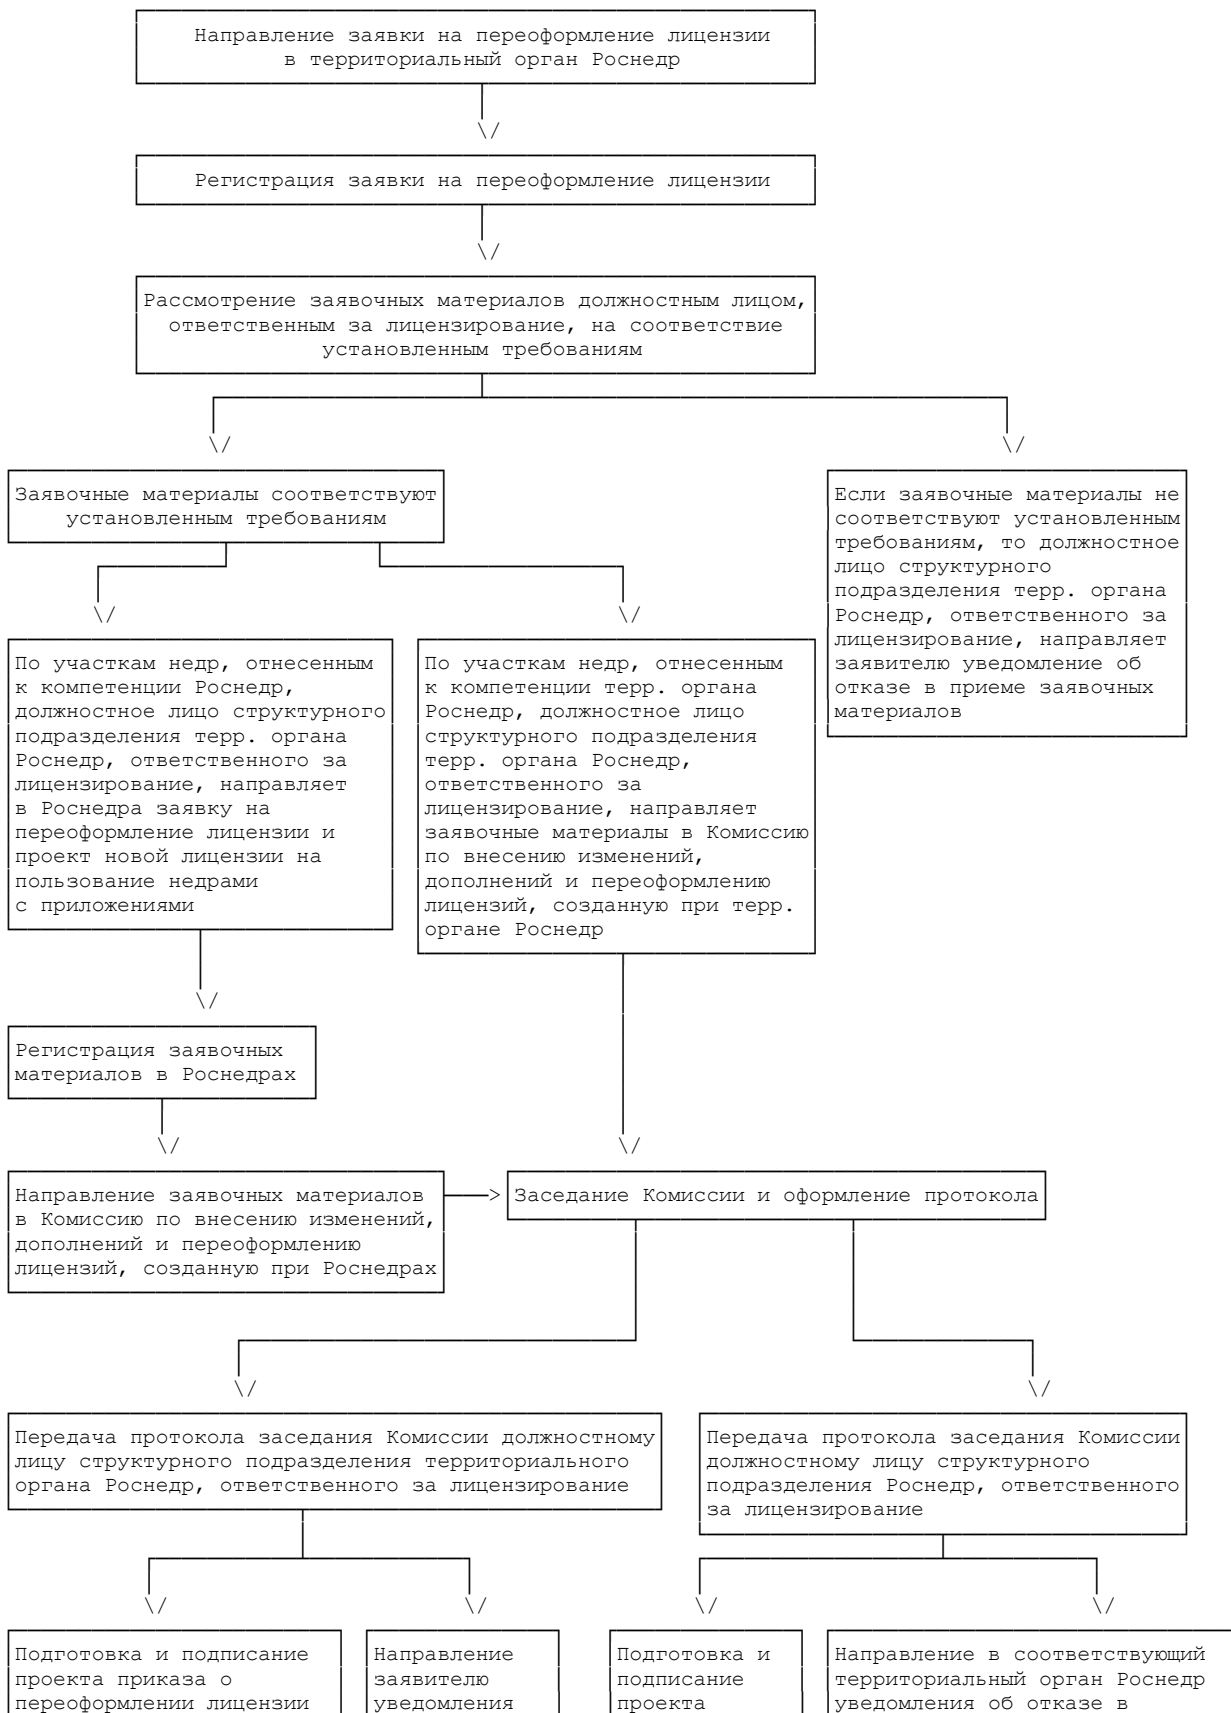 Направление заявки на переоформление лицензии
в территориальный орган Роснедр
Регистрация заявки на переоформление лицензии
Рассмотрение заявочных материалов должностным лицом,
ответственным за лицензирование, на соответствие
установленным требованиям
Заявочные материалы соответствуют
установленным требованиям
Если заявочные материалы не
соответствуют установленным
требованиям, то должностное
лицо структурного
подразделения терр. органа
Роснедр, ответственного за
лицензирование, направляет
заявителю уведомление об
отказе в приеме заявочных
материалов
По участкам недр, отнесенным
к компетенции Роснедр,
должностное лицо структурного
подразделения терр. органа
Роснедр, ответственного за
лицензирование, направляет
в Роснедра заявку на
переоформление лицензии и
проект новой лицензии на
пользование недрами
с приложениями
По участкам недр, отнесенным
к компетенции терр. органа
Роснедр, должностное лицо
структурного подразделения
терр. органа Роснедр,
ответственного за
лицензирование, направляет
заявочные материалы в Комиссию
по внесению изменений,
дополнений и переоформлению
лицензий, созданную при терр.
органе Роснедр
Регистрация заявочных
материалов в Роснедрах
Направление заявочных материалов
в Комиссию по внесению изменений,
дополнений и переоформлению
лицензий, созданную при Роснедрах
Заседание Комиссии и оформление протокола
Передача протокола заседания Комиссии должностному
лицу структурного подразделения территориального
органа Роснедр, ответственного за лицензирование
Передача протокола заседания Комиссии
должностному лицу структурного
подразделения Роснедр, ответственного
за лицензирование
Подготовка и подписание
проекта приказа о
переоформлении лицензии
Направление
заявителю
уведомления
Подготовка и
подписание
проекта
Направление в соответствующий
территориальный орган Роснедр
уведомления об отказе в